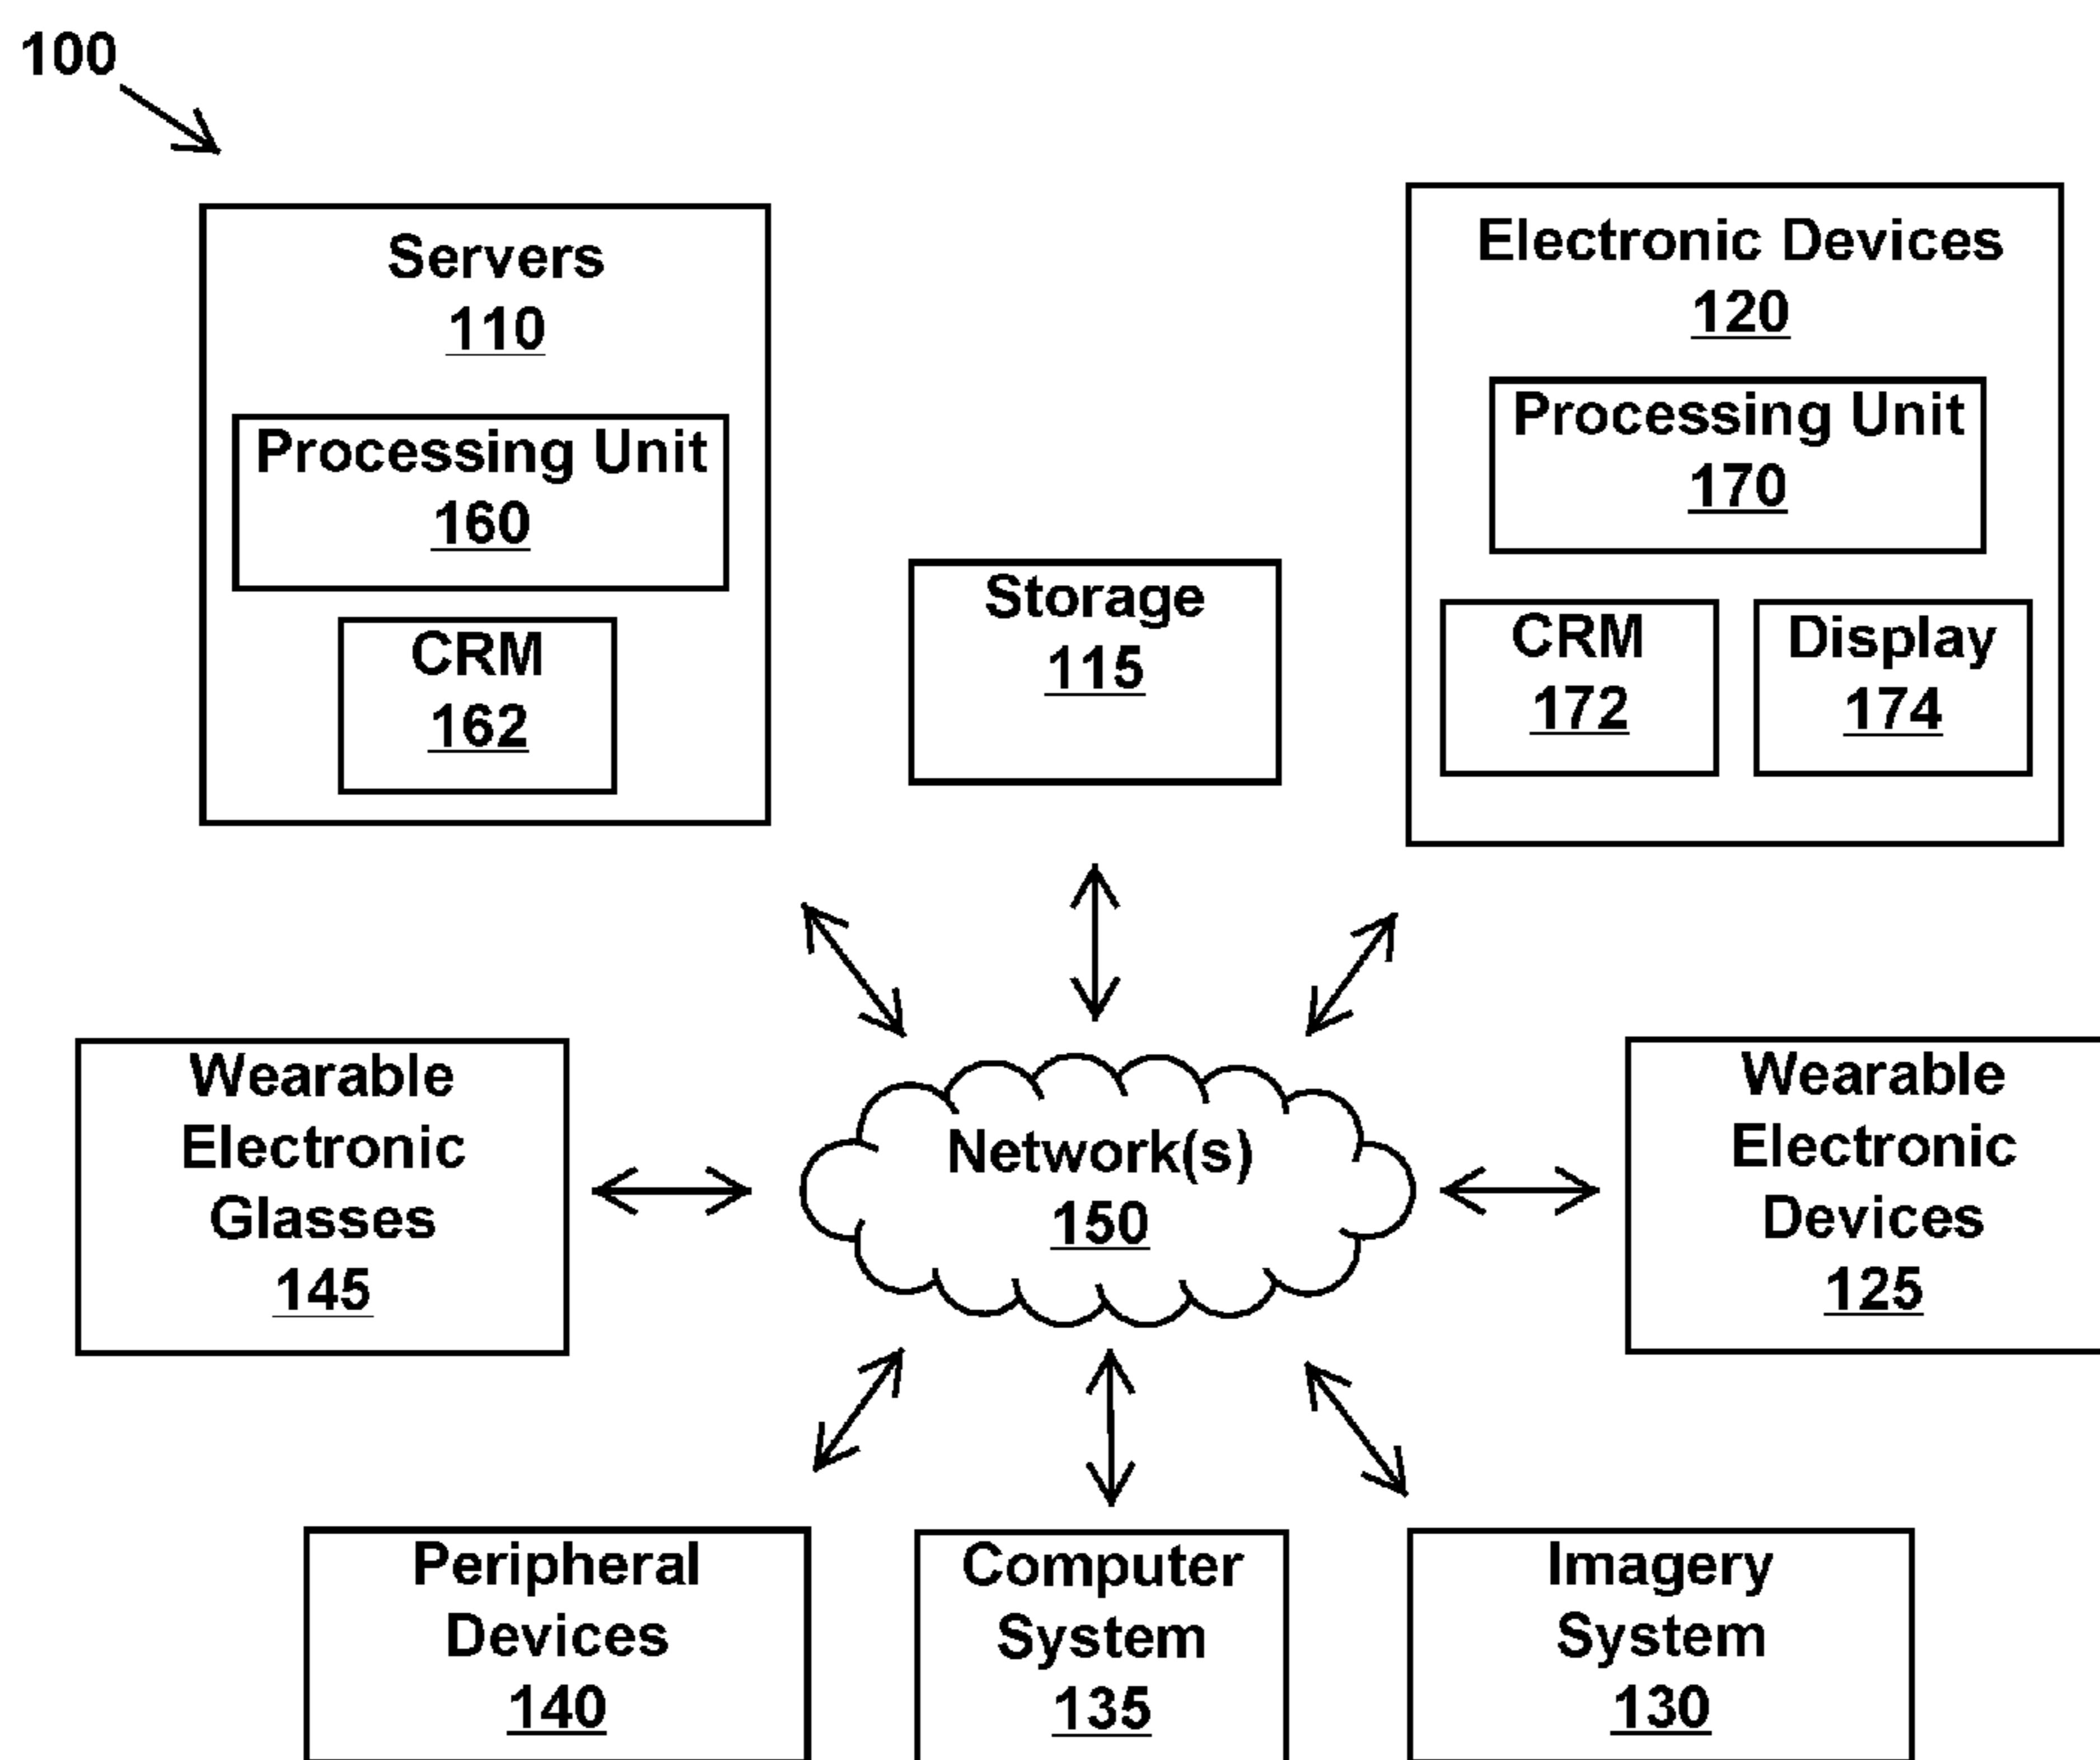 100
Servers
110
Processing Unit
160
CRM
162
Storage
115
Electronic Devices
120
Processing Unit
170
CRM
172
Display
174
Wearable
Electronic
Glasses
145
Network(s)
150
Wearable
Electronic
Devices
125
Peripheral
Devices
140
Computer
System
135
Imagery
System
130